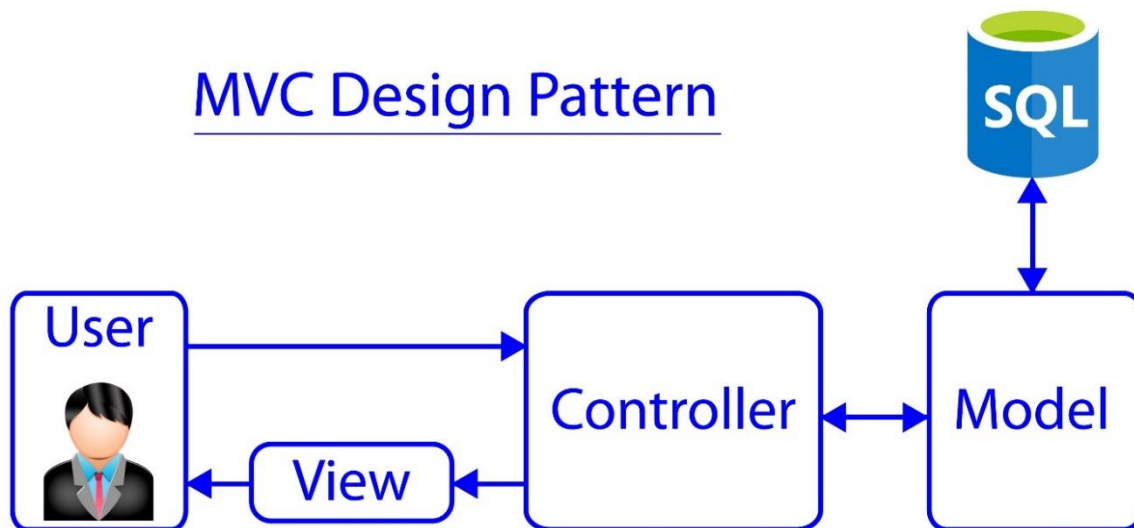 MVC Design Pattern
SQL
User
Controller
Model
View